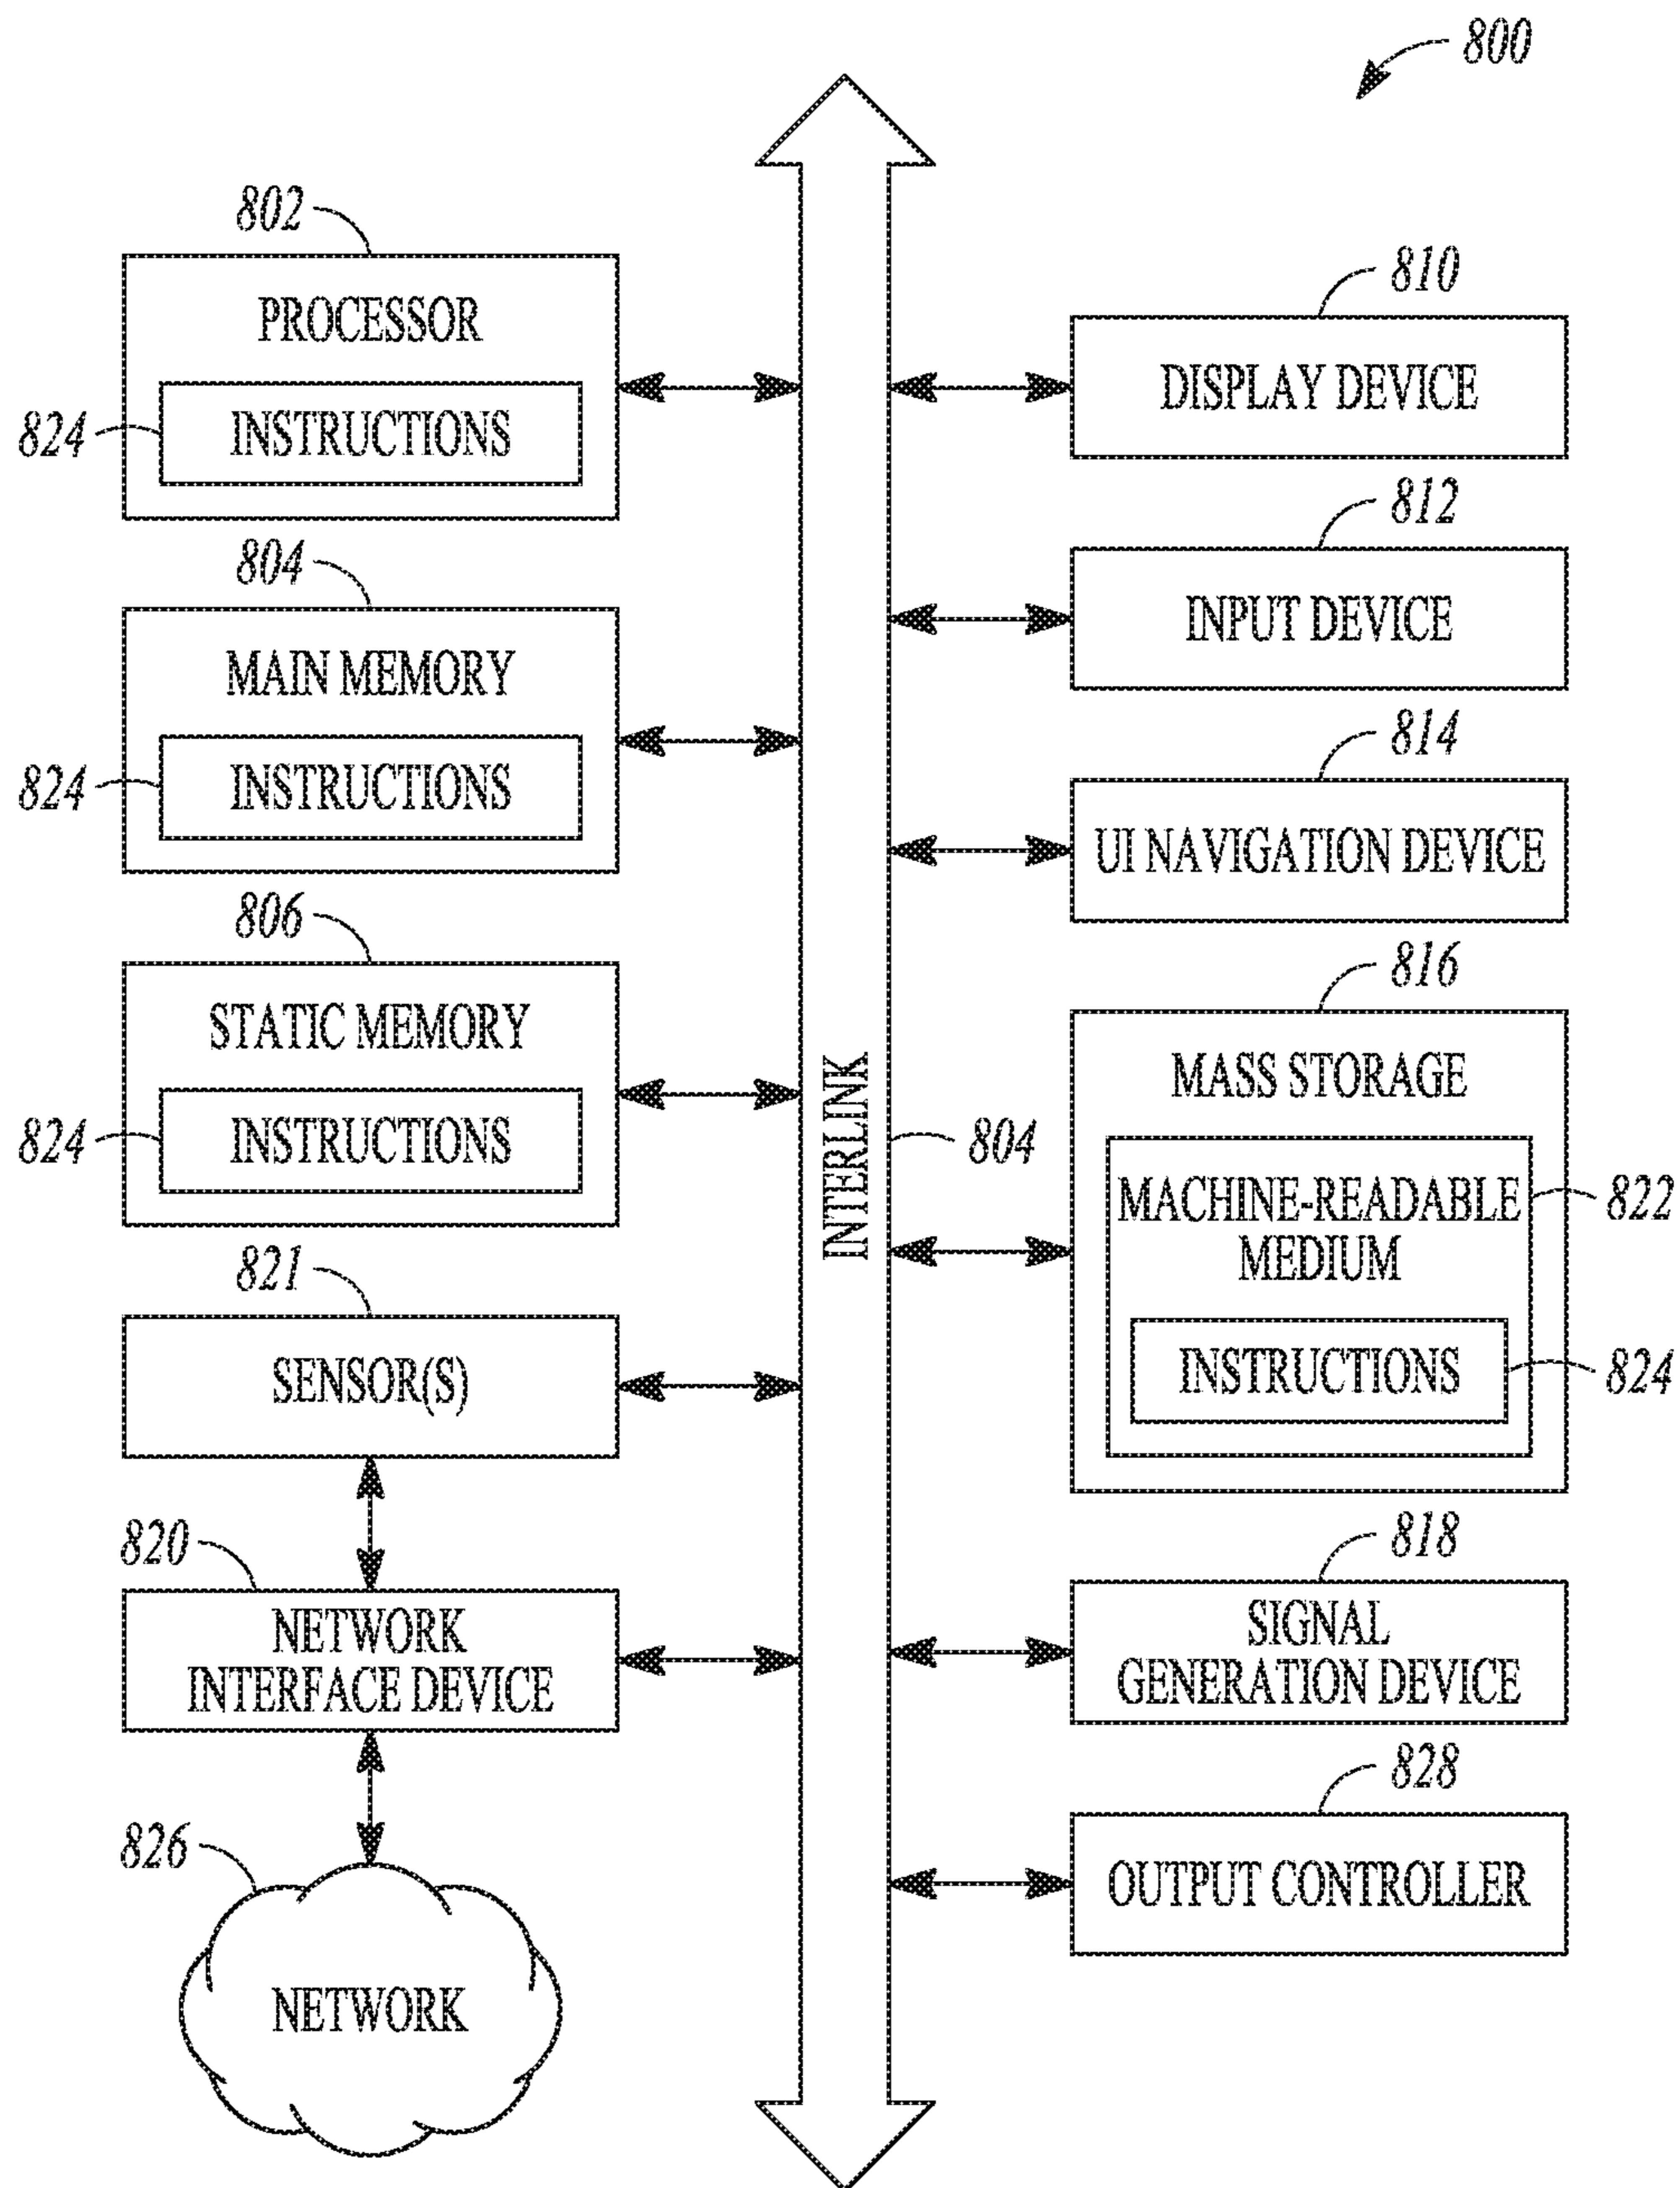 800
802
PROCESSOR
824
INSTRUCTIONS
804
MAIN MEMORY
824
INSTRUCTIONS
806
STATIC MEMORY
824
INSTRUCTIONS
821
SENSOR(S)
820
NETWORK
INTERFACE DEVICE
826
NETWORK
INTERLINK
804
810
DISPLAY DEVICE
812
INPUT DEVICE
814
UI NAVIGATION DEVICE
816
MASS STORAGE
MACHINE-READABLE
MEDIUM
822
INSTRUCTIONS
824
818
SIGNAL
GENERATION DEVICE
828
OUTPUT CONTROLLER